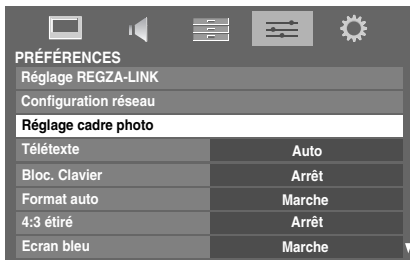 PRÉFÉRENCES
Réglage REGZA-LINK
Configuration réseau
Réglage cadre photo
Télétexte Auto
Bloc. Clavier Arrêt
Format auto Marche
4:3 étiré Arrêt
Ecran bleu Marche